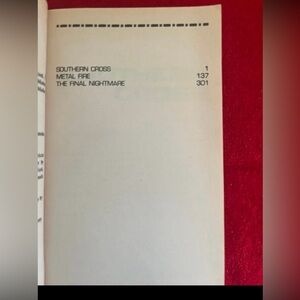 SOUTHERN CROSS 1
METAL FIRE 137
THE FINAL NIGHTMARE 301